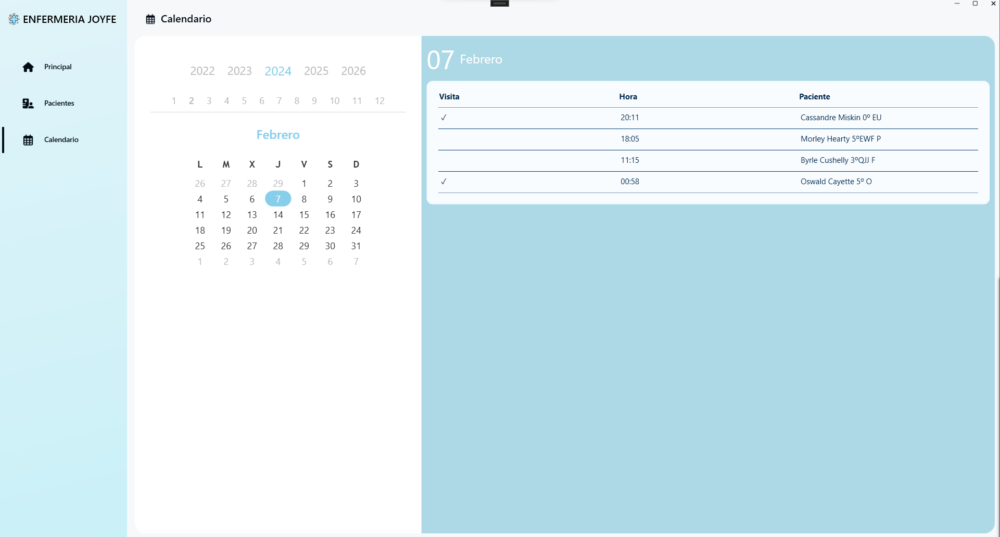 ENFERMERIA JOYFE
Principal
Pacientes
Calendario
Calendario
2022 2023 2024 2025 2026
1 2 3 4 5 6 7 8 9 10 11 12
Febrero
L M X J V S D
26 27 28 29 1 2 3
4 5 6 7 8 9 10
11 12 13 14 15 16 17
18 19 20 21 22 23 24
25 26 27 28 29 30 31
1 2 3 4 5 6 7
07 Febrero
Visita Hora Paciente
✓ 20:11 Cassandre Miskin 0º EU
18:05 Morley Hearty 5ºEWF P
11:15 Byrle Cushelly 3ºQJJ F
✓ 00:58 Oswald Cayette 5º O